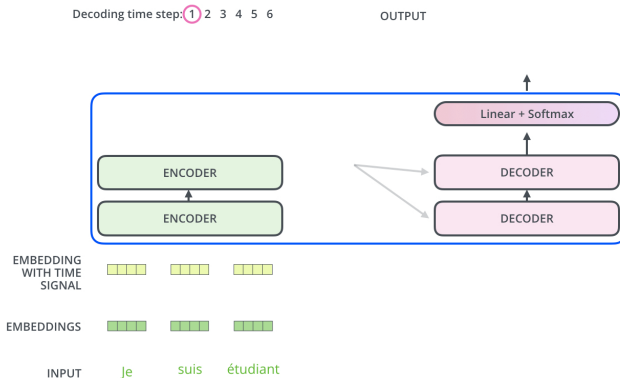 Decoding time step: 1 2 3 4 5 6
OUTPUT
Linear + Softmax
ENCODER
DECODER
ENCODER
DECODER
EMBEDDING
WITH TIME
SIGNAL
EMBEDDINGS
INPUT
Je suis étudiant